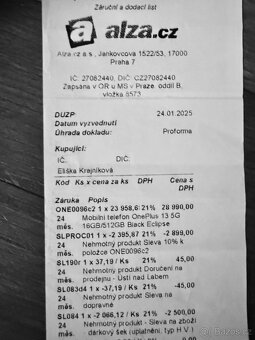 Záruční a dodací list
a alza.cz
Alza.cz a.s., Jankovcova 1522/53, 17000
Praha 7
IČ: 27082440, DIČ: CZ27082440
Zapsána v OR u MS v Praze, oddíl B,
vložka 8573
DUZP 24.01.2025
Datum vyzvednutí
Úhrada dokladu: Proforma
Kupující:
IČ: DIČ:
Eliška Krajníková
Kód Ks x cena za ks DPH Cena s
DPH
Záruka Popis
ONE0096c2 1 x 23 958,6 21% 28 990,00
24 Mobilní telefon OnePlus 13 5G
měs. 16GB/512GB Black Eclipse
SLPROC01 1 x -2 395,87 21% -2 899,00
24 Nehmotný produkt Sleva 10% k
měs. položce ONE0096c2
SL190r 1 x 37,19 / Ks 21% 45,00
24 Nehmotný produkt Doručení na
měs. prodejnu - Ústí nad Labem
SL083d4 1 x -37,19 / Ks 21% -45,00
24 Nehmotný produkt Sleva
měs.
SL084 1 x -2 066,12 / Ks 21% -2 500,00
24 Nehmotný produkt - Sleva na zboží
měs. dárkový šek (uplatnění, typ H V )